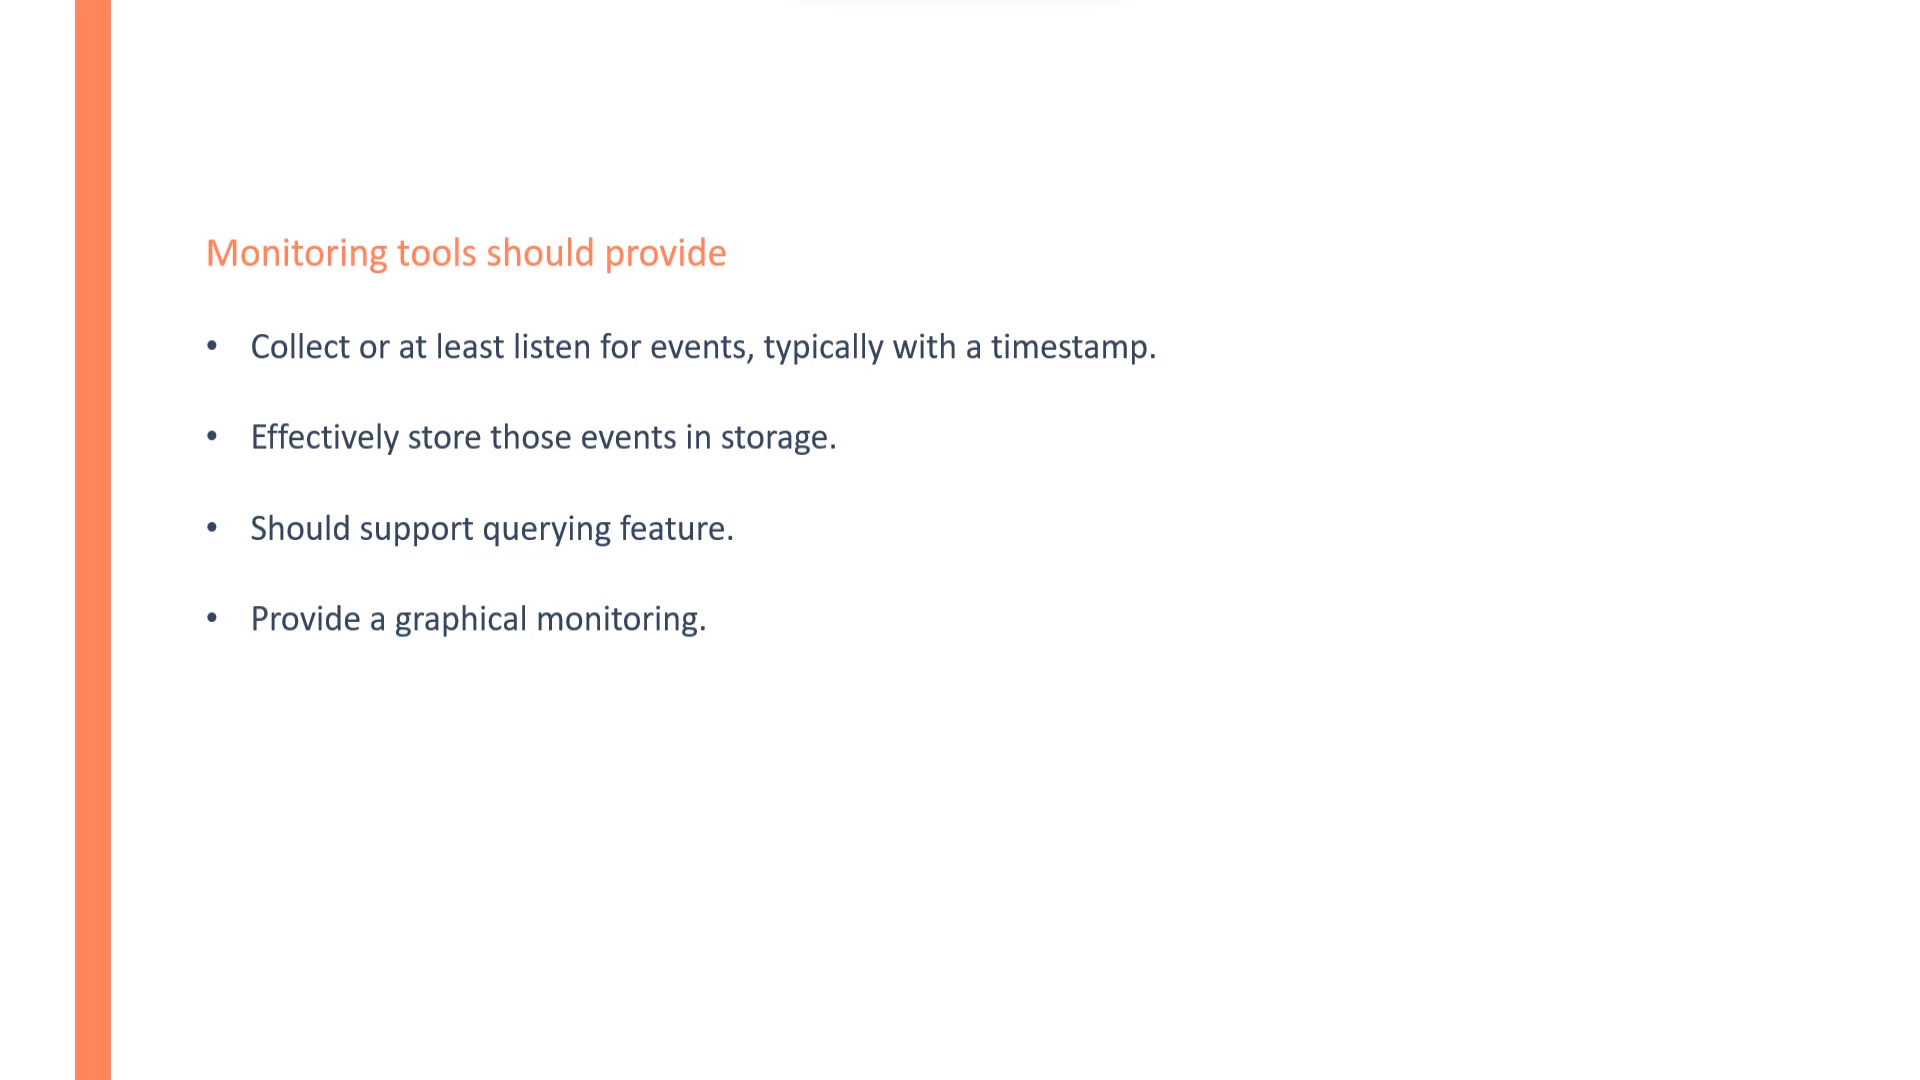 Monitoring tools should provide
• Collect or at least listen for events, typically with a timestamp.
• Effectively store those events in storage.
• Should support querying feature.
• Provide a graphical monitoring.